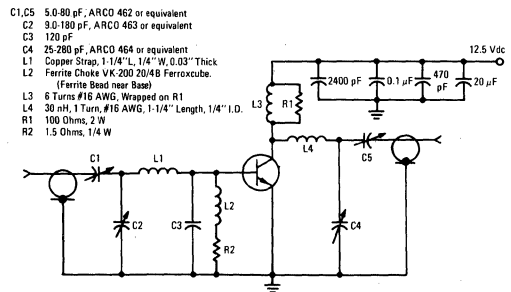 C1,C5 5.0-80 pF, ARCO 462 or equivalent
C2 9.0-180 pF, ARCO 463 or equivalent
C3 120 pF
C4 25-280 pF, ARCO 464 or equivalent
L1 Copper Strap, 1-1/4" L, 1/4" W, 0.03" Thick
L2 Ferrite Choke VK-200 20/4B Ferroxcube.
(Ferrite Bead near Base)
L3 6 Turns #16 AWG, Wrapped on R1
L4 30 nH, 1 Turn, #16 AWG, 1-1/4" Length, 1/4" I.D.
R1 100 Ohms, 2 W
R2 1.5 Ohms, 1/4 W
12.5 Vdc
2400 pF
0.1 μF
470 pF
20 μF
L3
R1
L4
C5
C1
L1
C2
C3
L2
R2
C4